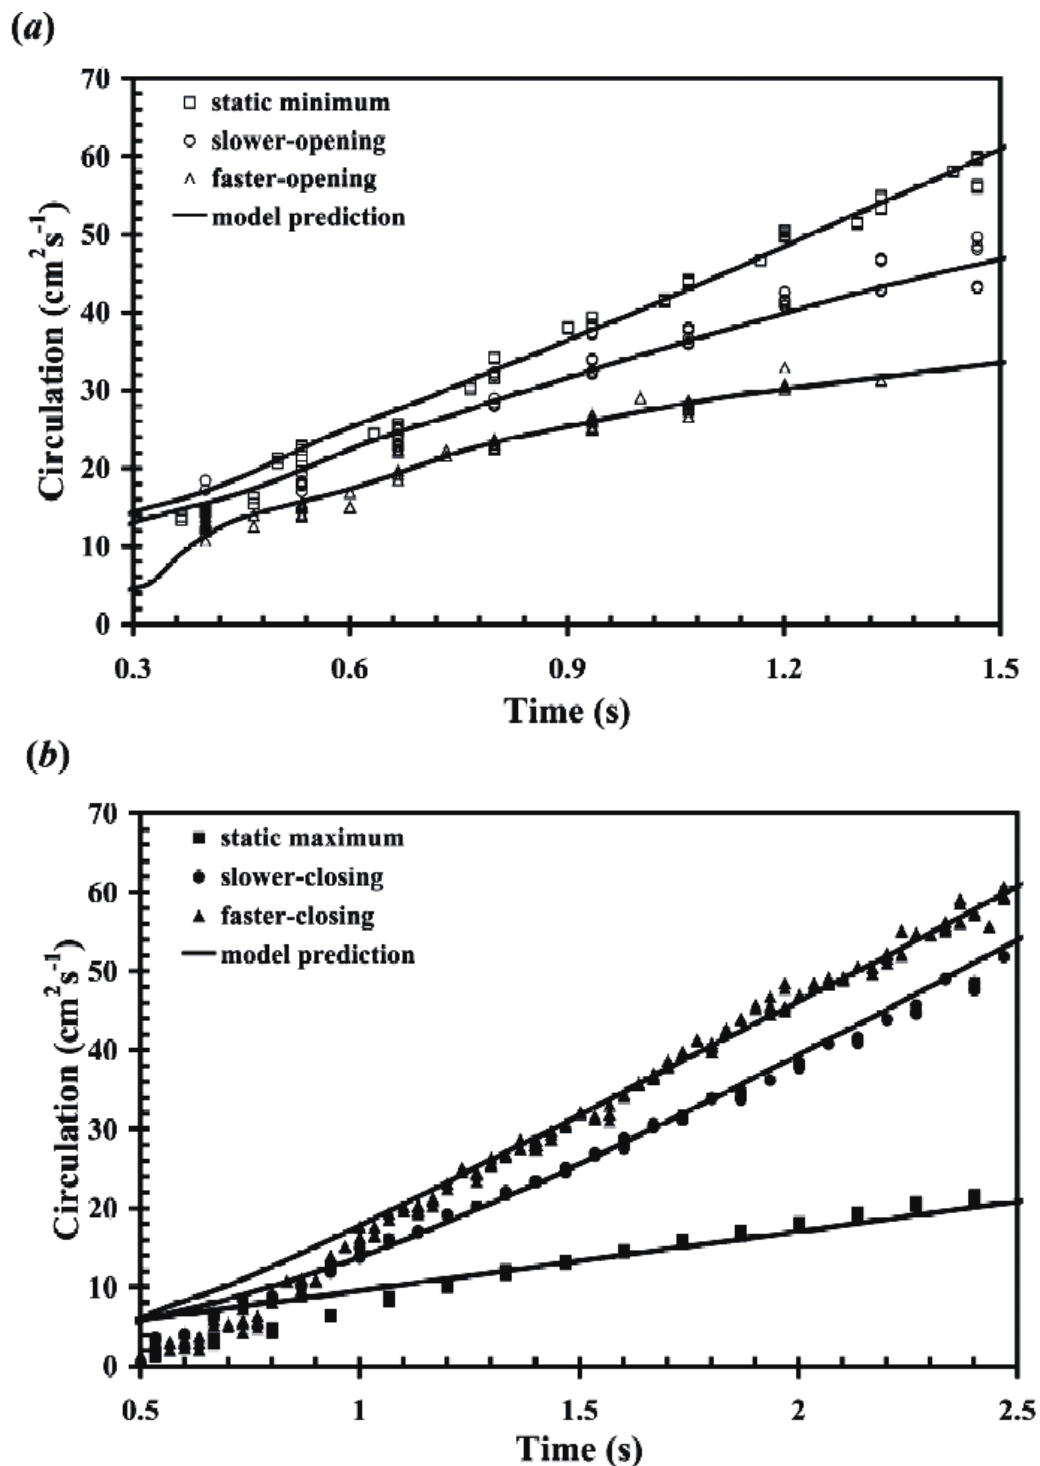 (a)
70
60
50
40
30
20
10
0
Circulation (cm²s⁻¹)
static minimum
slower-opening
faster-opening
model prediction
0.3 0.6 0.9 1.2 1.5
Time (s)
(b)
70
60
50
40
30
20
10
0
Circulation (cm²s⁻¹)
static maximum
slower-closing
faster-closing
model prediction
0.5 1 1.5 2 2.5
Time (s)